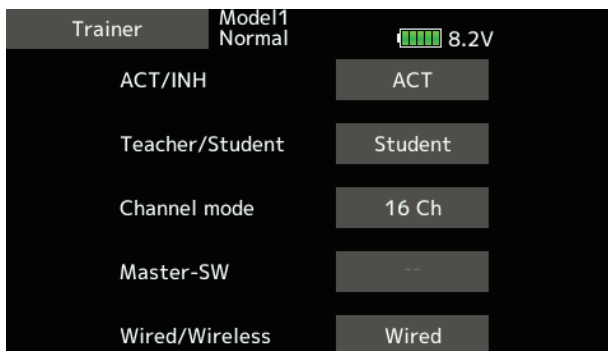 Trainer
Model1
Normal
8.2V
ACT/INH ACT
Teacher/Student Student
Channel mode 16 Ch
Master-SW --
Wired/Wireless Wired